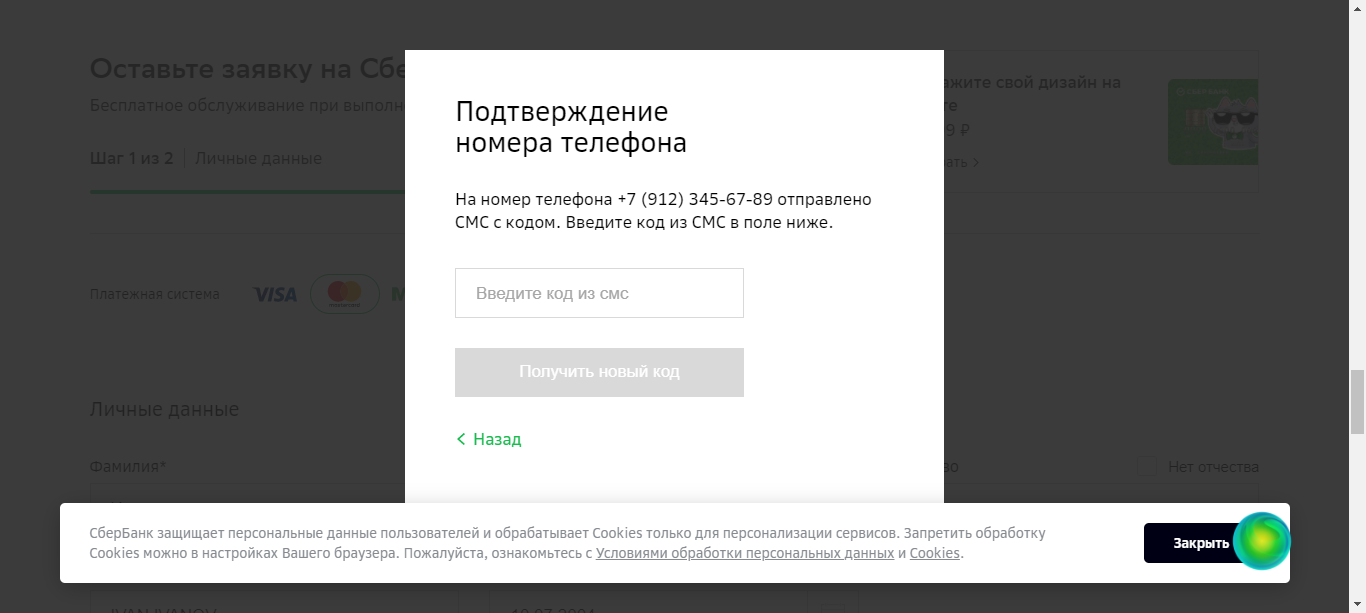 Оставьте заявку на Сбе
Бесплатное обслуживание при выполн
Шаг 1 из 2 Личные данные
ажите свой дизайн на
re
9 ₽
ать
Подтверждение
номера телефона
На номер телефона +7 (912) 345-67-89 отправлено
СМС с кодом. Введите код из СМС в поле ниже.
Платежная система VISA
Введите код из смс
Получить новый код
Личные данные
Назад
Фамилия*
во Нет отчества
СберБанк защищает персональные данные пользователей и обрабатывает Cookies только для персонализации сервисов. Запретить обработку
Cookies можно в настройках Вашего браузера. Пожалуйста, ознакомьтесь с Условиями обработки персональных данных и Cookies.
Закрыть
IVAN IVANOV